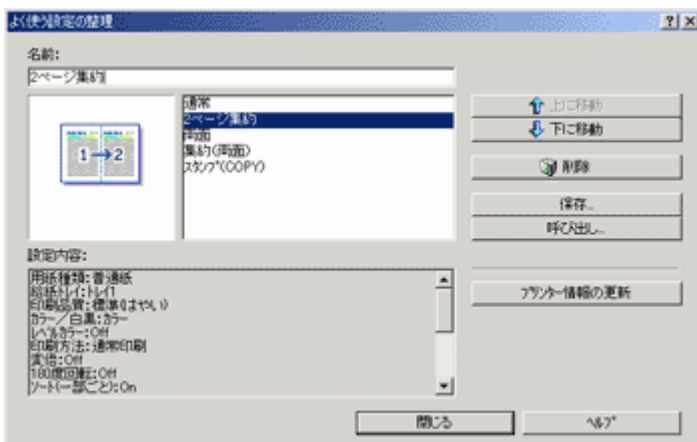 よく使う設定の整理
名前:
2ページ集約
通常
2ページ集約
両面
集約(両面)
スタンプ(COPY)
1→2
上に移動
下に移動
削除
保存...
呼び出し...
プリンター情報の更新
設定内容:
用紙種類:普通紙
給紙トレイ:トレイ1
印刷品質:標準(はやい)
カラー/白黒:カラー
レベルカラー:Off
印刷方法:通常印刷
変倍:Off
180度回転:Off
ソート(一部ごと):On
閉じる
ヘルプ